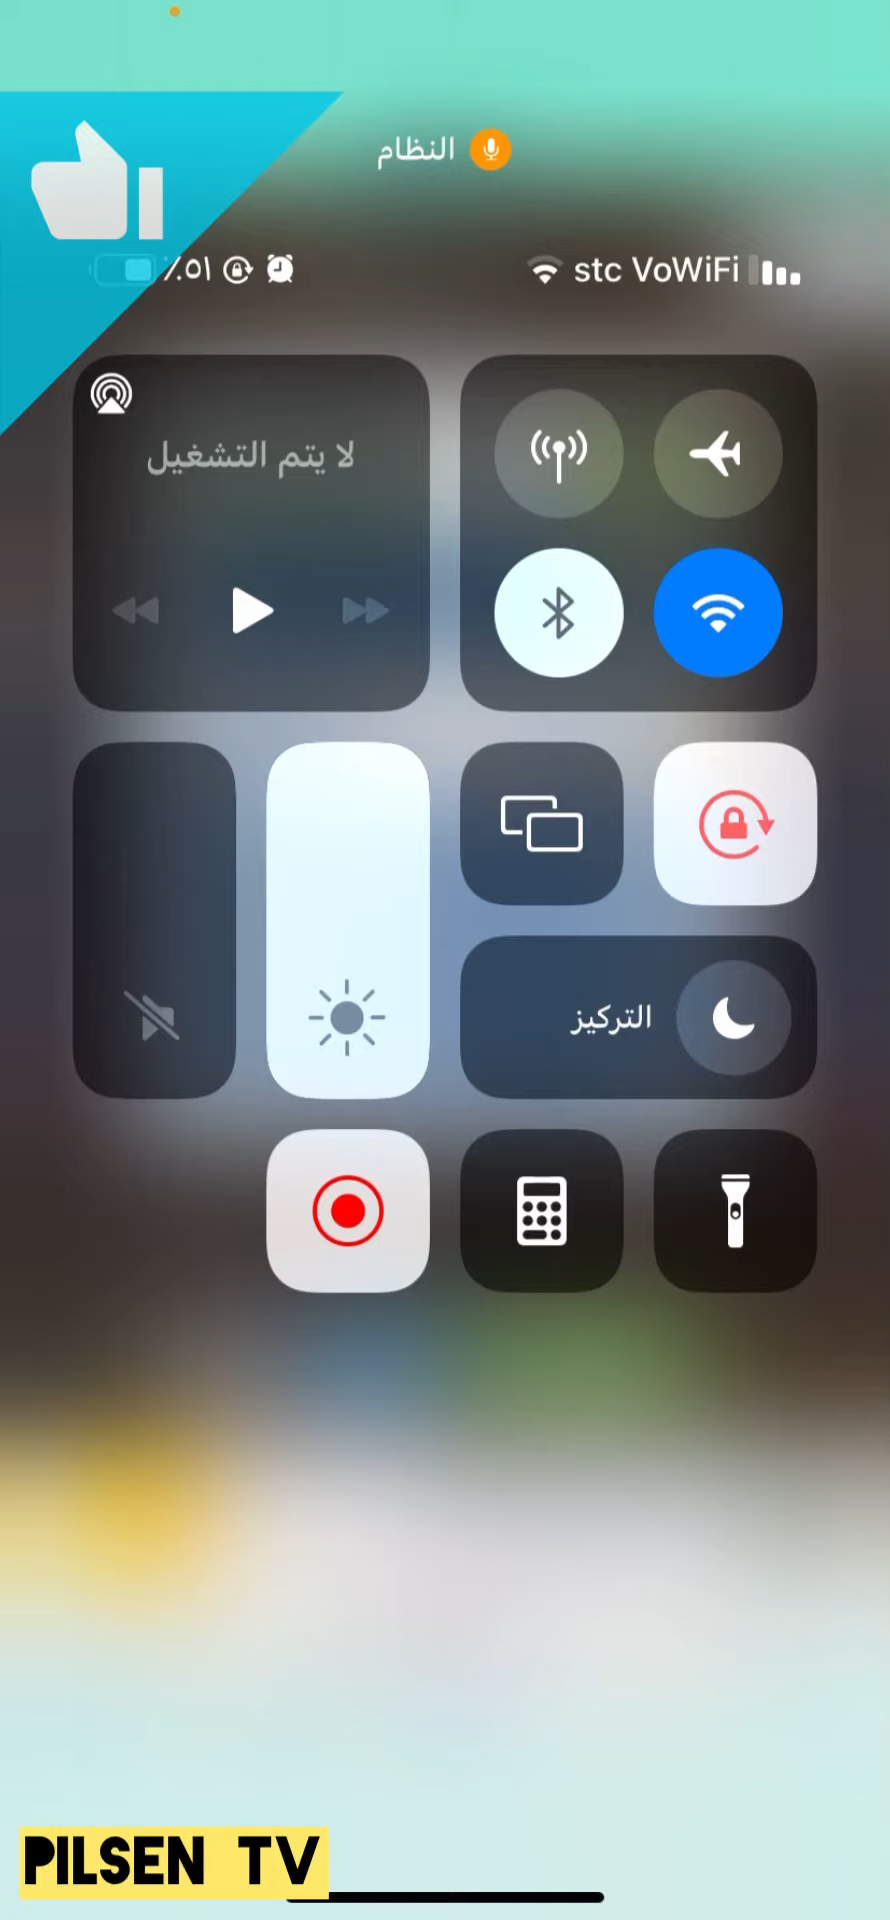 النظام
stc VoWiFi
٪٥١
لا يتم التشغيل
التركيز
PILSEN TV